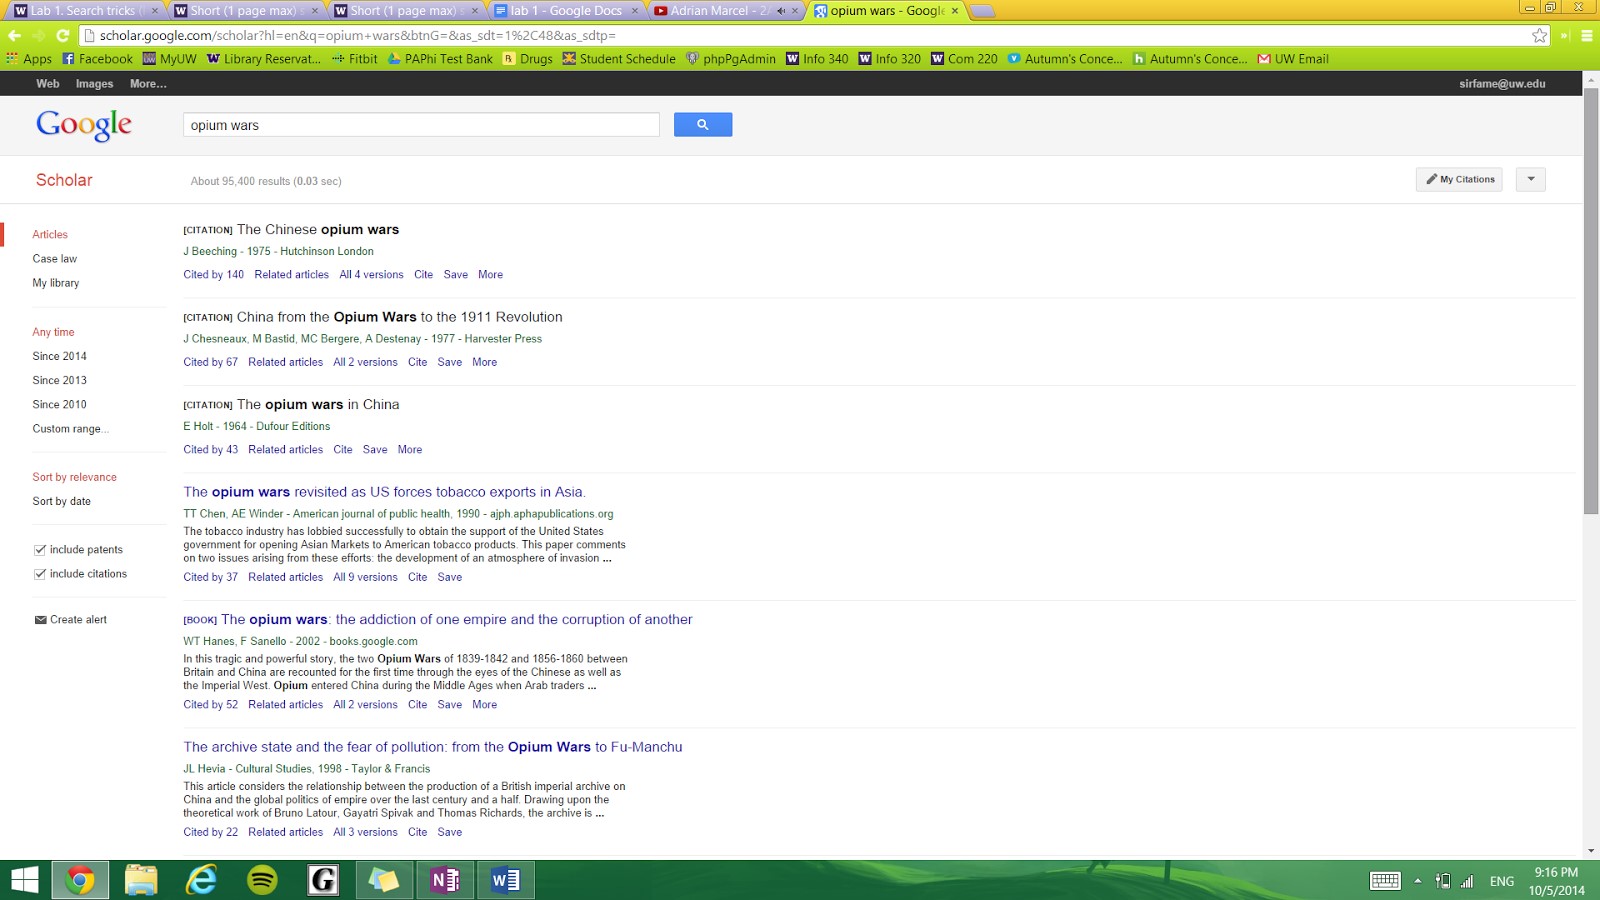 Lab 1. Search tricks (
Short (1 page max) s
Short (1 page max) s
lab 1 - Google Docs
Adrian Marcel - 2A
opium wars - Google
scholar.google.com/scholar?hl=en&q=opium+wars&btnG=&as_sdt=1%2C48&as_sdtp=
Apps Facebook MyUW Library Reservat... Fitbit PAPhi Test Bank Drugs Student Schedule phpPgAdmin Info 340 Info 320 Com 220 Autumn's Conce... Autumn's Conce... UW Email
Web Images More... sirfame@uw.edu
Google opium wars
Scholar About 95,400 results (0.03 sec) My Citations
Articles
Case law
My library
Any time
Since 2014
Since 2013
Since 2010
Custom range...
Sort by relevance
Sort by date
include patents
include citations
Create alert
[CITATION] The Chinese opium wars
J Beeching - 1975 - Hutchinson London
Cited by 140 Related articles All 4 versions Cite Save More
[CITATION] China from the Opium Wars to the 1911 Revolution
J Chesneaux, M Bastid, MC Bergere, A Destenay - 1977 - Harvester Press
Cited by 67 Related articles All 2 versions Cite Save More
[CITATION] The opium wars in China
E Holt - 1964 - Dufour Editions
Cited by 43 Related articles Cite Save More
The opium wars revisited as US forces tobacco exports in Asia.
TT Chen, AE Winder - American journal of public health, 1990 - ajph.aphapublications.org
The tobacco industry has lobbied successfully to obtain the support of the United States
government for opening Asian Markets to American tobacco products. This paper comments
on two issues arising from these efforts: the development of an atmosphere of invasion ...
Cited by 37 Related articles All 9 versions Cite Save
[BOOK] The opium wars: the addiction of one empire and the corruption of another
WT Hanes, F Sanello - 2002 - books.google.com
In this tragic and powerful story, the two Opium Wars of 1839-1842 and 1856-1860 between
Britain and China are recounted for the first time through the eyes of the Chinese as well as
the Imperial West. Opium entered China during the Middle Ages when Arab traders ...
Cited by 52 Related articles All 2 versions Cite Save More
The archive state and the fear of pollution: from the Opium Wars to Fu-Manchu
JL Hevia - Cultural Studies, 1998 - Taylor & Francis
This article considers the relationship between the production of a British imperial archive on
China and the global politics of empire over the last century and a half. Drawing upon the
theoretical work of Bruno Latour, Gayatri Spivak and Thomas Richards, the archive is ...
Cited by 22 Related articles All 3 versions Cite Save
ENG
9:16 PM
10/5/2014